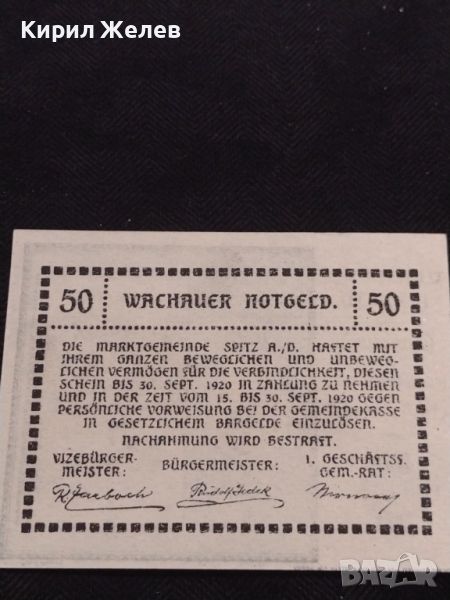 Кирил Желев
50 WACHAUER NOTGELD. 50
DIE MARKTGEMEINDE SPITZ A./D. HAFTET MIT
IHREM GANZEN BEWEGLICHEN UND UNBEWEG-
LICHEN VERMÖGEN FÜR DIE VERBINDLICHKEIT, DIESEN
SCHEIN BIS 30. SEPT. 1920 IN ZAHLUNG ZU NEHMEN
UND IN DER ZEIT VOM 15. BIS 30. SEPT. 1920 GEGEN
PERSÖNLICHE VORWEISUNG BEI DER GEMEINDEKASSE
IN GESETZLICHEM BARGELDE EINZULÖSEN.
NACHAHMUNG WIRD BESTRAFT.
VIZEBÜRGER- BÜRGERMEISTER: 1. GESCHÄFTSF.
MEISTER: GEM.-RAT:
BAZAR